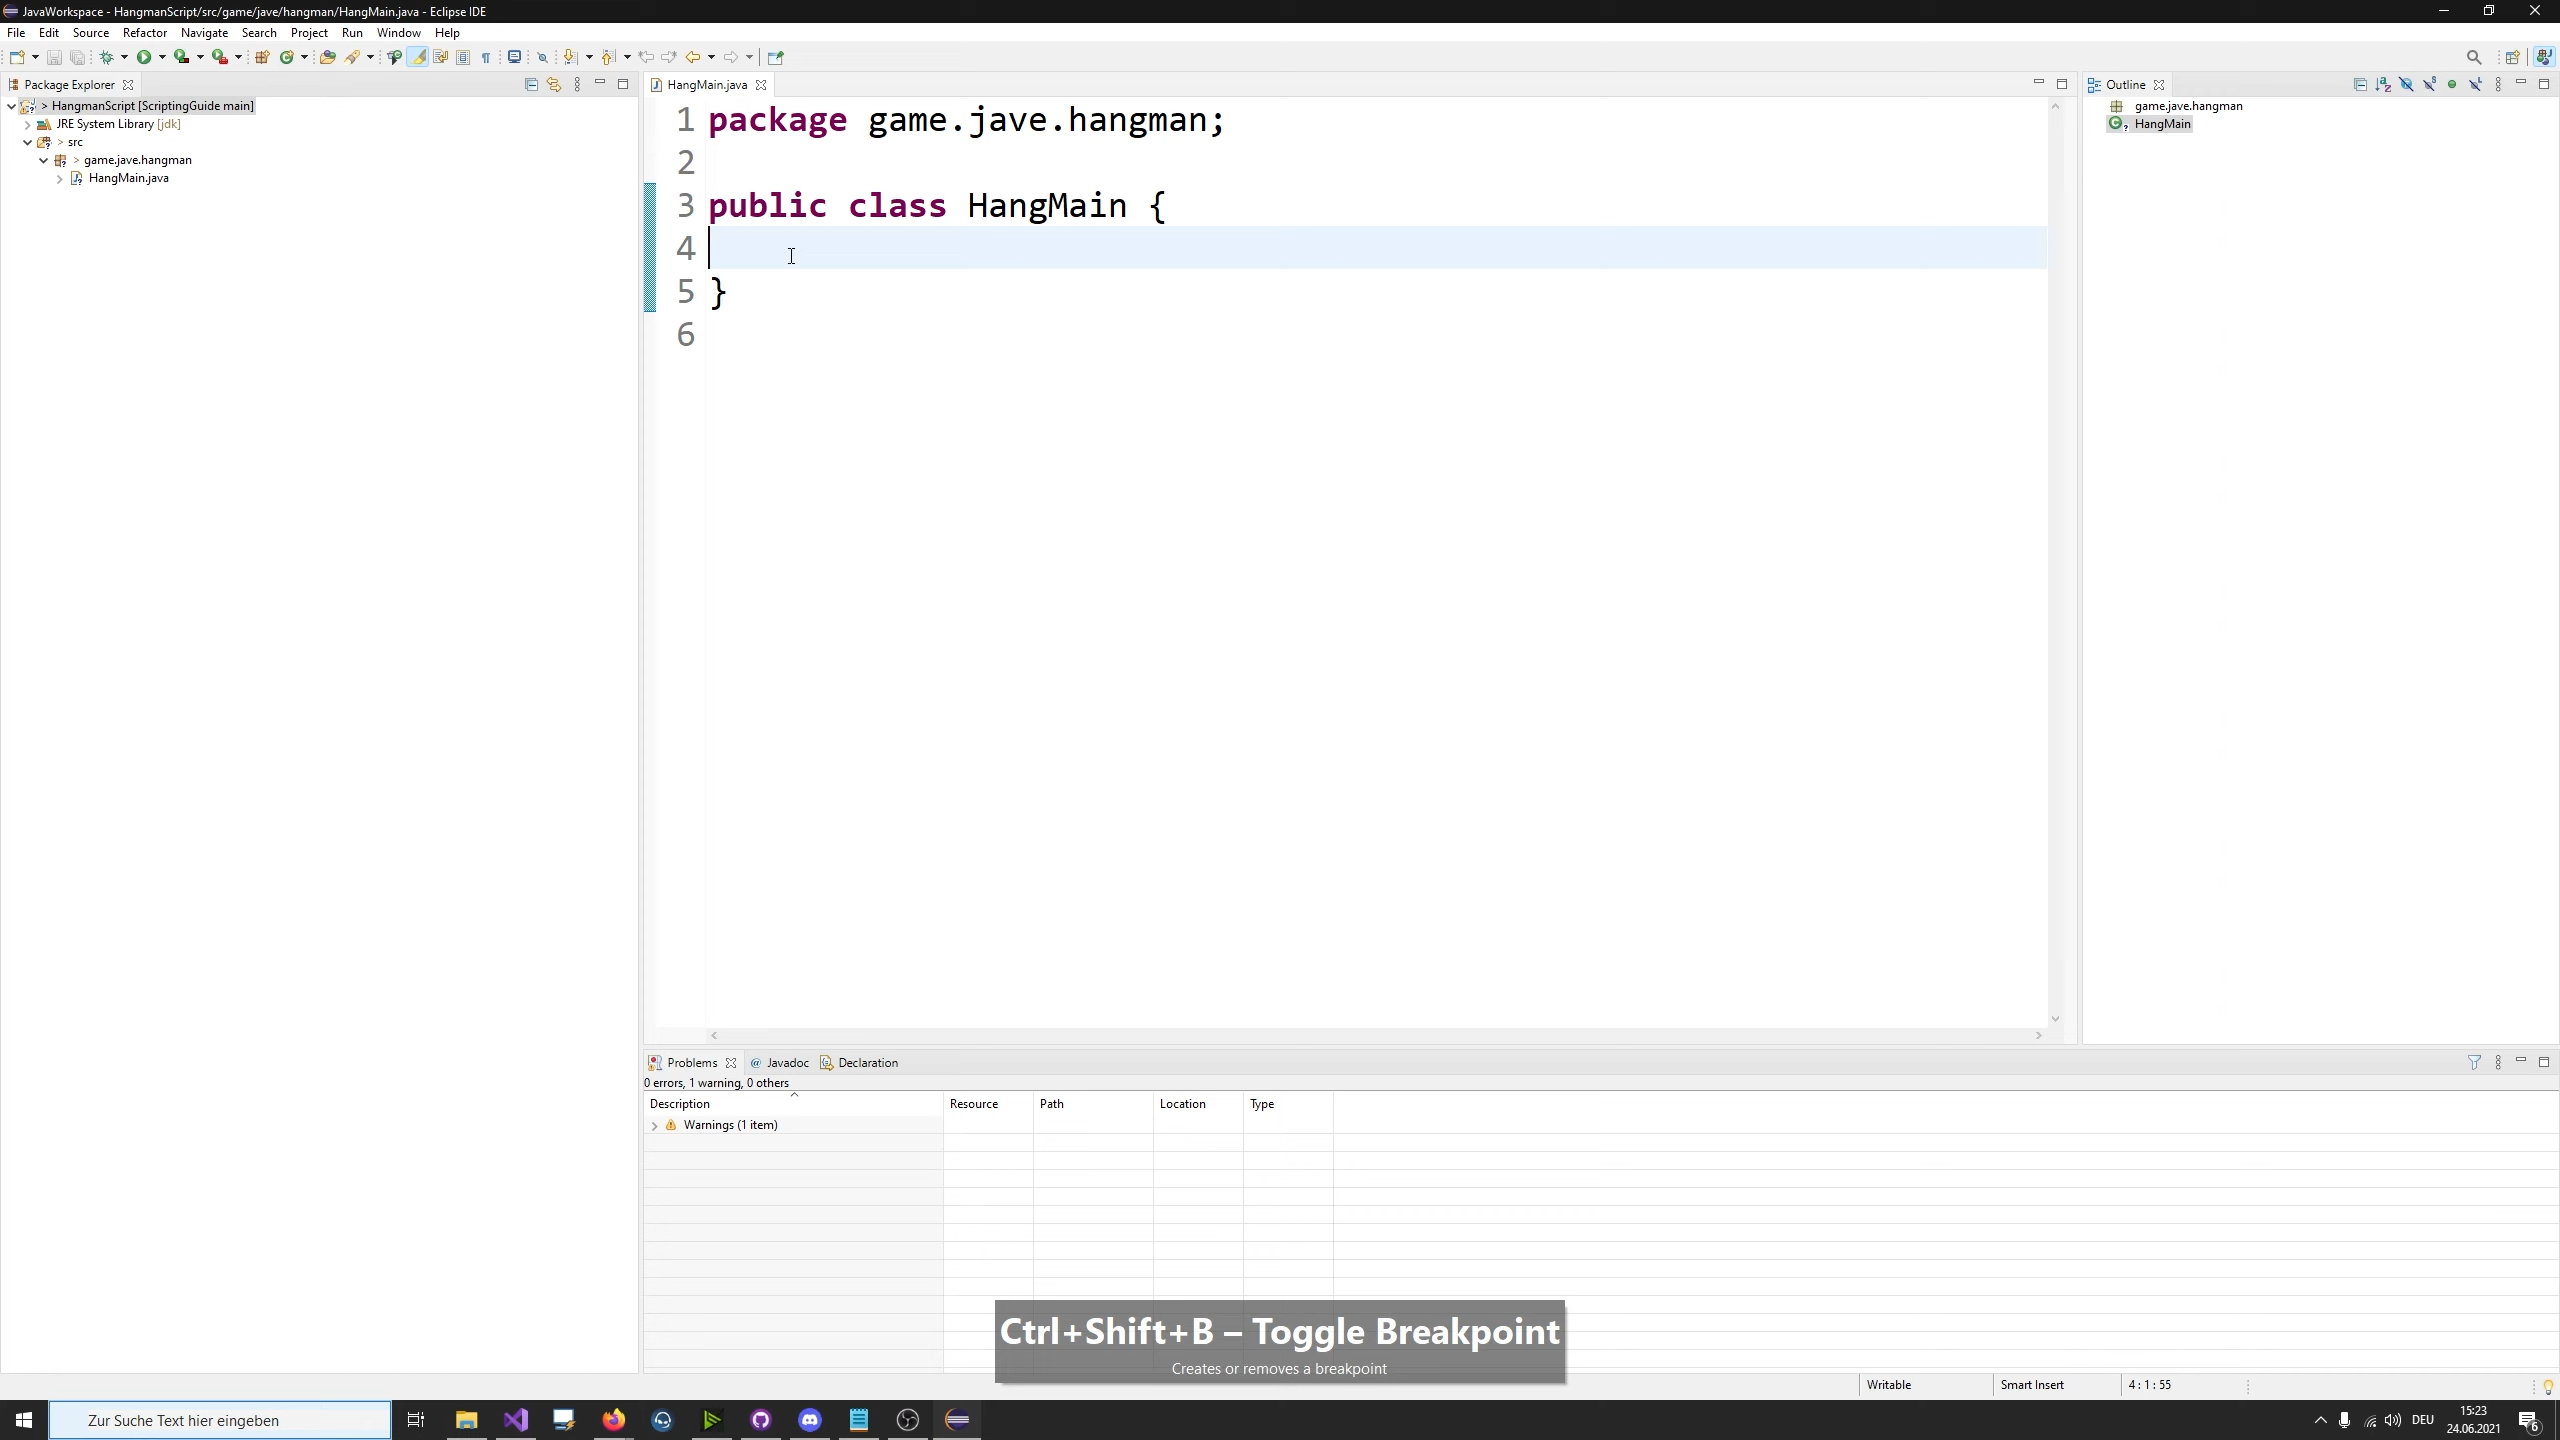 JavaWorkspace - HangmanScript/src/game/jave/hangman/HangMain.java - Eclipse IDE
File Edit Source Refactor Navigate Search Project Run Window Help
Package Explorer
> HangmanScript [ScriptingGuide main]
JRE System Library [jdk]
> src
> game.jave.hangman
HangMain.java
HangMain.java
1 package game.jave.hangman;
2
3 public class HangMain {
4
5 }
6
Outline
game.jave.hangman
HangMain
Problems Javadoc Declaration
0 errors, 1 warning, 0 others
Description Resource Path Location Type
Warnings (1 item)
Ctrl+Shift+B – Toggle Breakpoint
Creates or removes a breakpoint
Writable Smart Insert 4 : 1 : 55
Zur Suche Text hier eingeben
DEU
15:23
24.06.2021
6